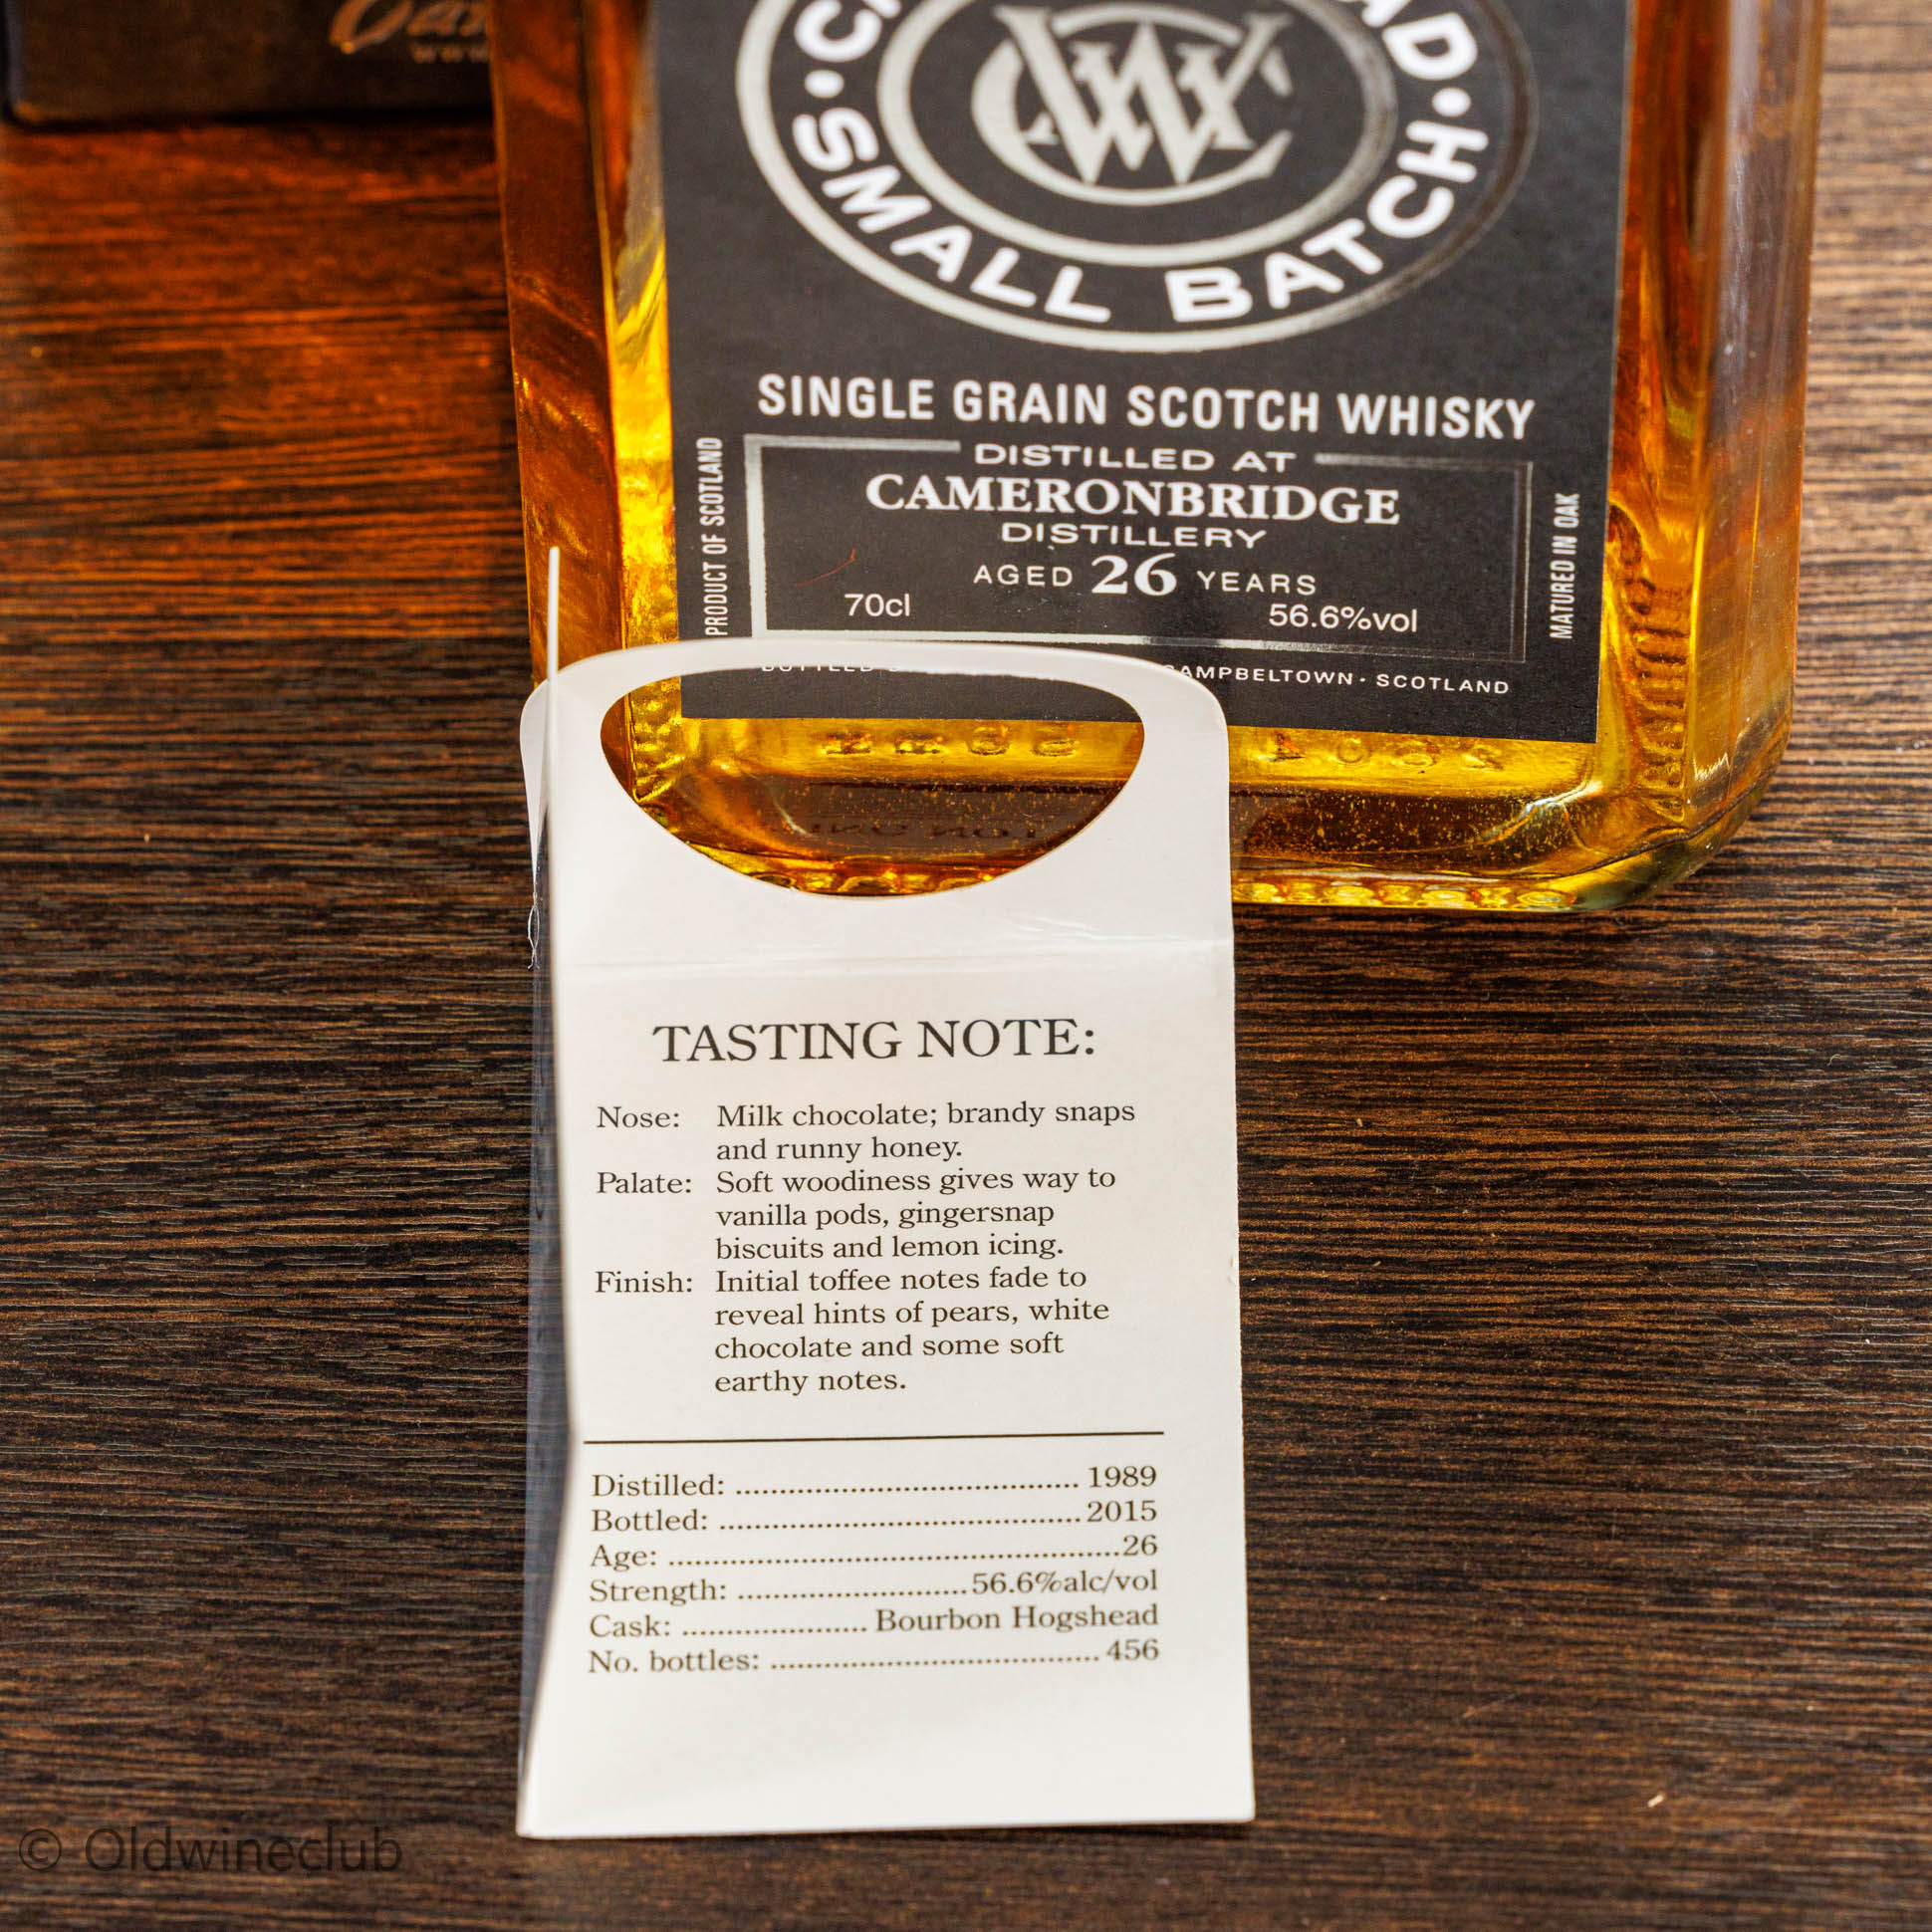 SMALL BATCH
SINGLE GRAIN SCOTCH WHISKY
PRODUCT OF SCOTLAND
DISTILLED AT
CAMERONBRIDGE
DISTILLERY
AGED 26 YEARS
70cl 56.6%vol
MATURED IN OAK
CAMPBELTOWN · SCOTLAND
TASTING NOTE:
Nose: Milk chocolate; brandy snaps
and runny honey.
Palate: Soft woodiness gives way to
vanilla pods, gingersnap
biscuits and lemon icing.
Finish: Initial toffee notes fade to
reveal hints of pears, white
chocolate and some soft
earthy notes.
Distilled: ........................................ 1989
Bottled: .......................................... 2015
Age: .................................................... 26
Strength: ........................... 56.6%alc/vol
Cask: ..................... Bourbon Hogshead
No. bottles: ...................................... 456
© Oldwineclub